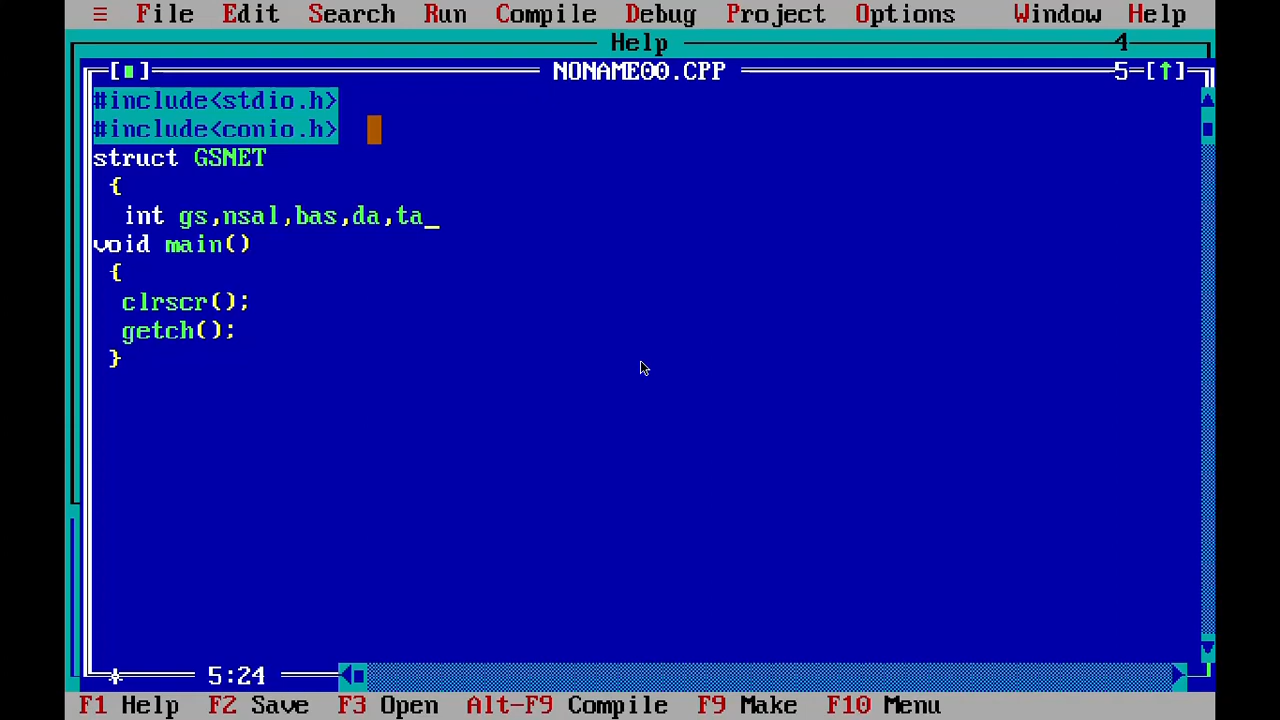 ≡ File Edit Search Run Compile Debug Project Options Window Help
Help 4
[■] NONAME00.CPP 5=[↑]
#include<stdio.h>
#include<conio.h>
struct GSNET
{
int gs,nsal,bas,da,ta_
void main()
{
clrscr();
getch();
}
* 5:24
F1 Help F2 Save F3 Open Alt-F9 Compile F9 Make F10 Menu